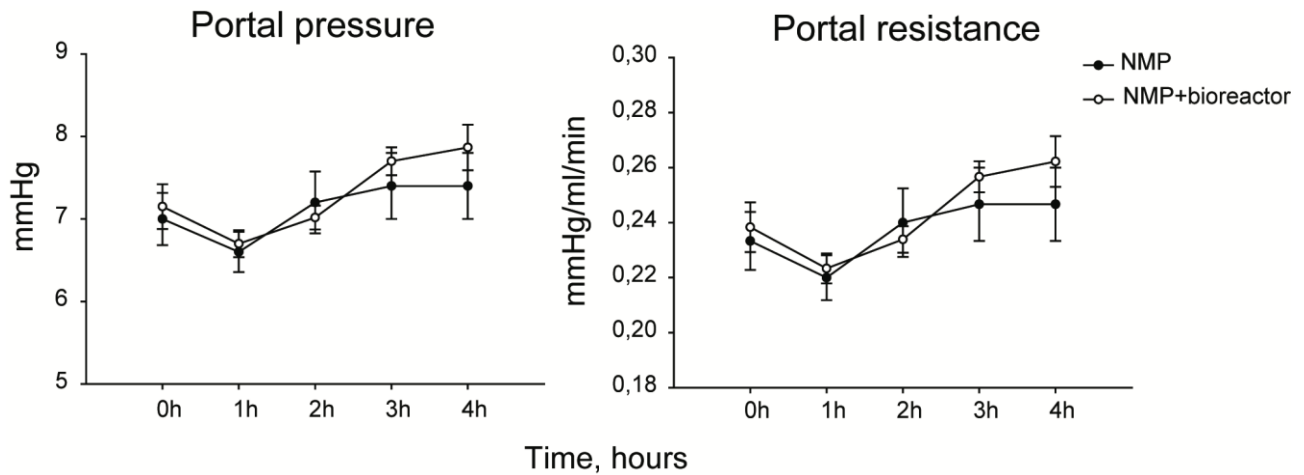 Portal pressure
9
8
7
6
5
mmHg
0h 1h 2h 3h 4h
Portal resistance
0,30
0,28
0,26
0,24
0,22
0,20
0,18
mmHg/ml/min
0h 1h 2h 3h 4h
NMP
NMP+bioreactor
Time, hours